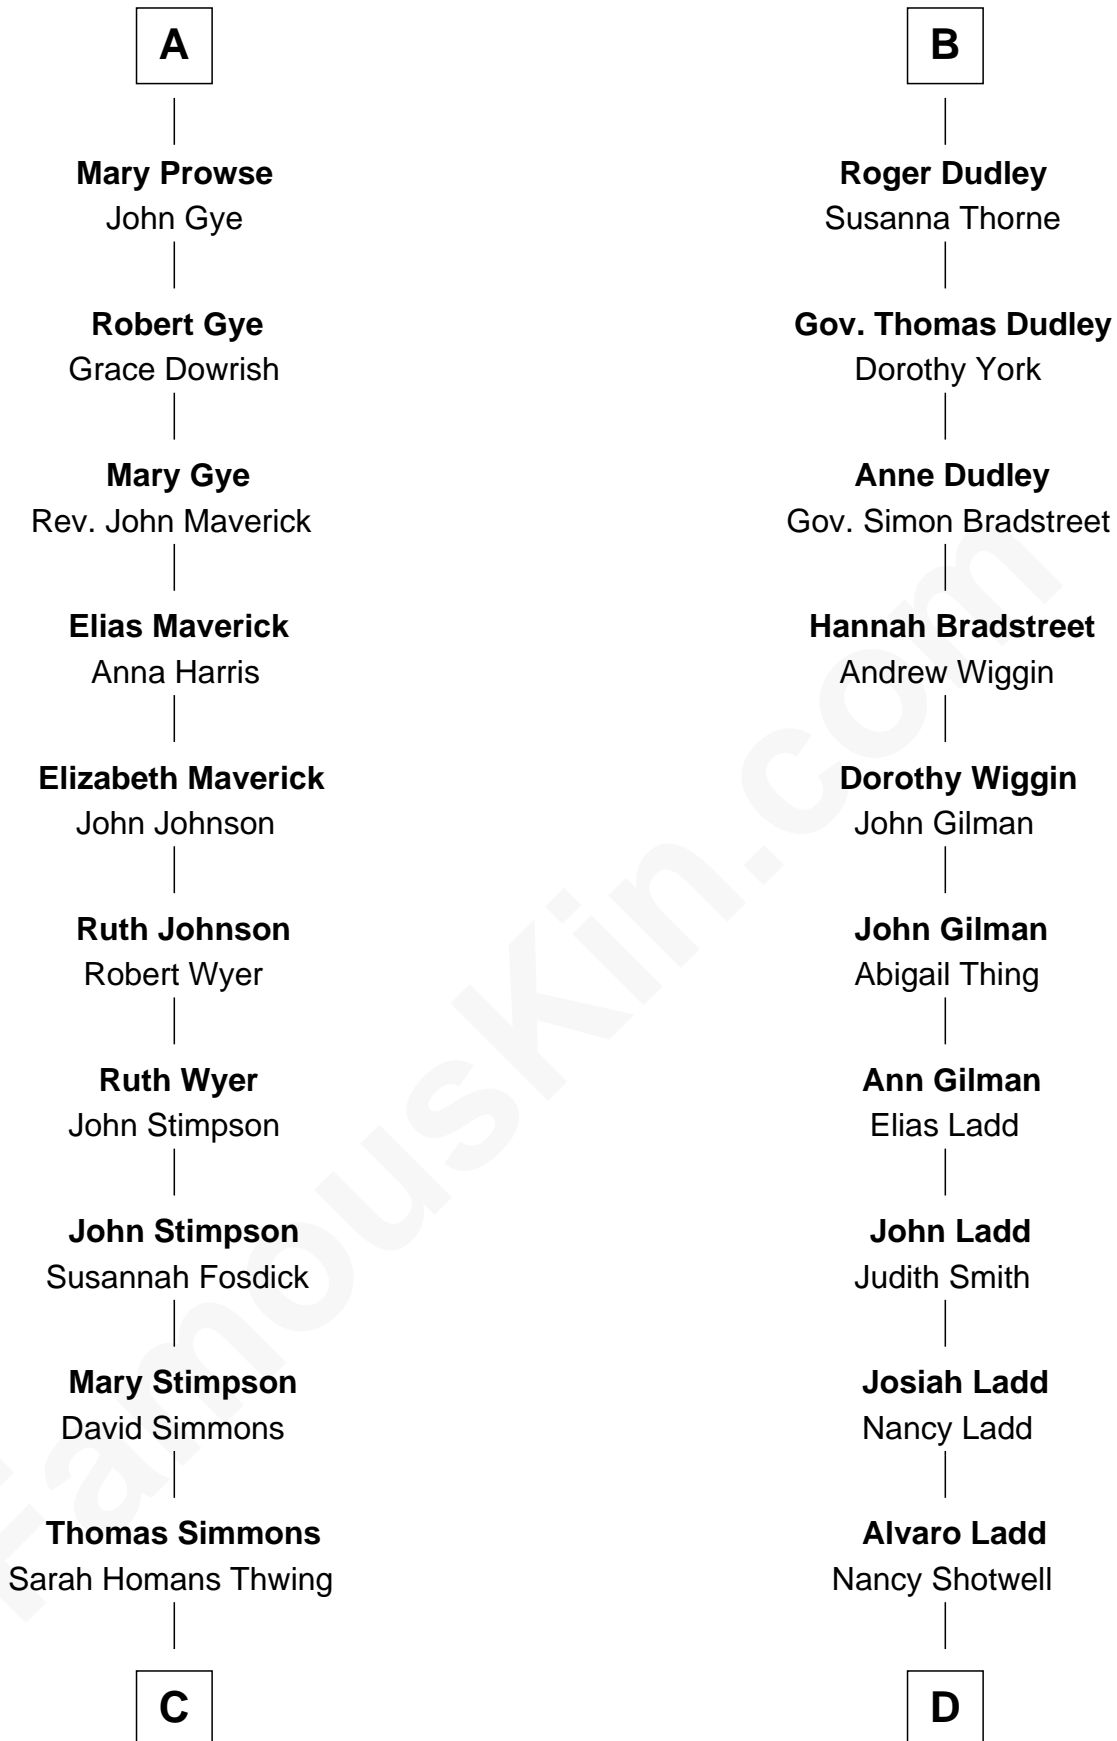 A
Mary Prowse
John Gye
Robert Gye
Grace Dowrish
Mary Gye
Rev. John Maverick
Elias Maverick
Anna Harris
Elizabeth Maverick
John Johnson
Ruth Johnson
Robert Wyer
Ruth Wyer
John Stimpson
John Stimpson
Susannah Fosdick
Mary Stimpson
David Simmons
Thomas Simmons
Sarah Homans Thwing
C
B
Roger Dudley
Susanna Thorne
Gov. Thomas Dudley
Dorothy York
Anne Dudley
Gov. Simon Bradstreet
Hannah Bradstreet
Andrew Wiggin
Dorothy Wiggin
John Gilman
John Gilman
Abigail Thing
Ann Gilman
Elias Ladd
John Ladd
Judith Smith
Josiah Ladd
Nancy Ladd
Alvaro Ladd
Nancy Shotwell
D
FamousKin.com